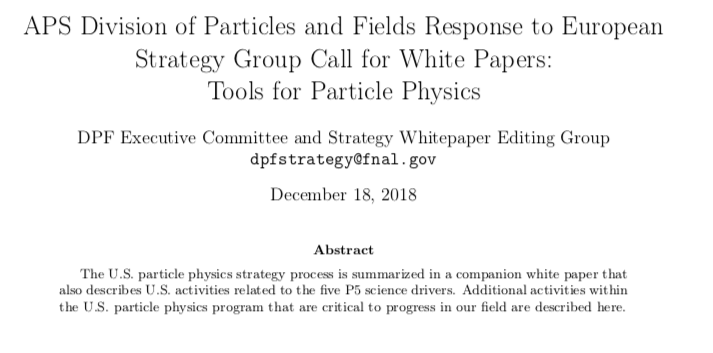 APS Division of Particles and Fields Response to European
Strategy Group Call for White Papers:
Tools for Particle Physics
DPF Executive Committee and Strategy Whitepaper Editing Group
dpfstrategy@fnal.gov
December 18, 2018
Abstract
The U.S. particle physics strategy process is summarized in a companion white paper that
also describes U.S. activities related to the five P5 science drivers. Additional activities within
the U.S. particle physics program that are critical to progress in our field are described here.